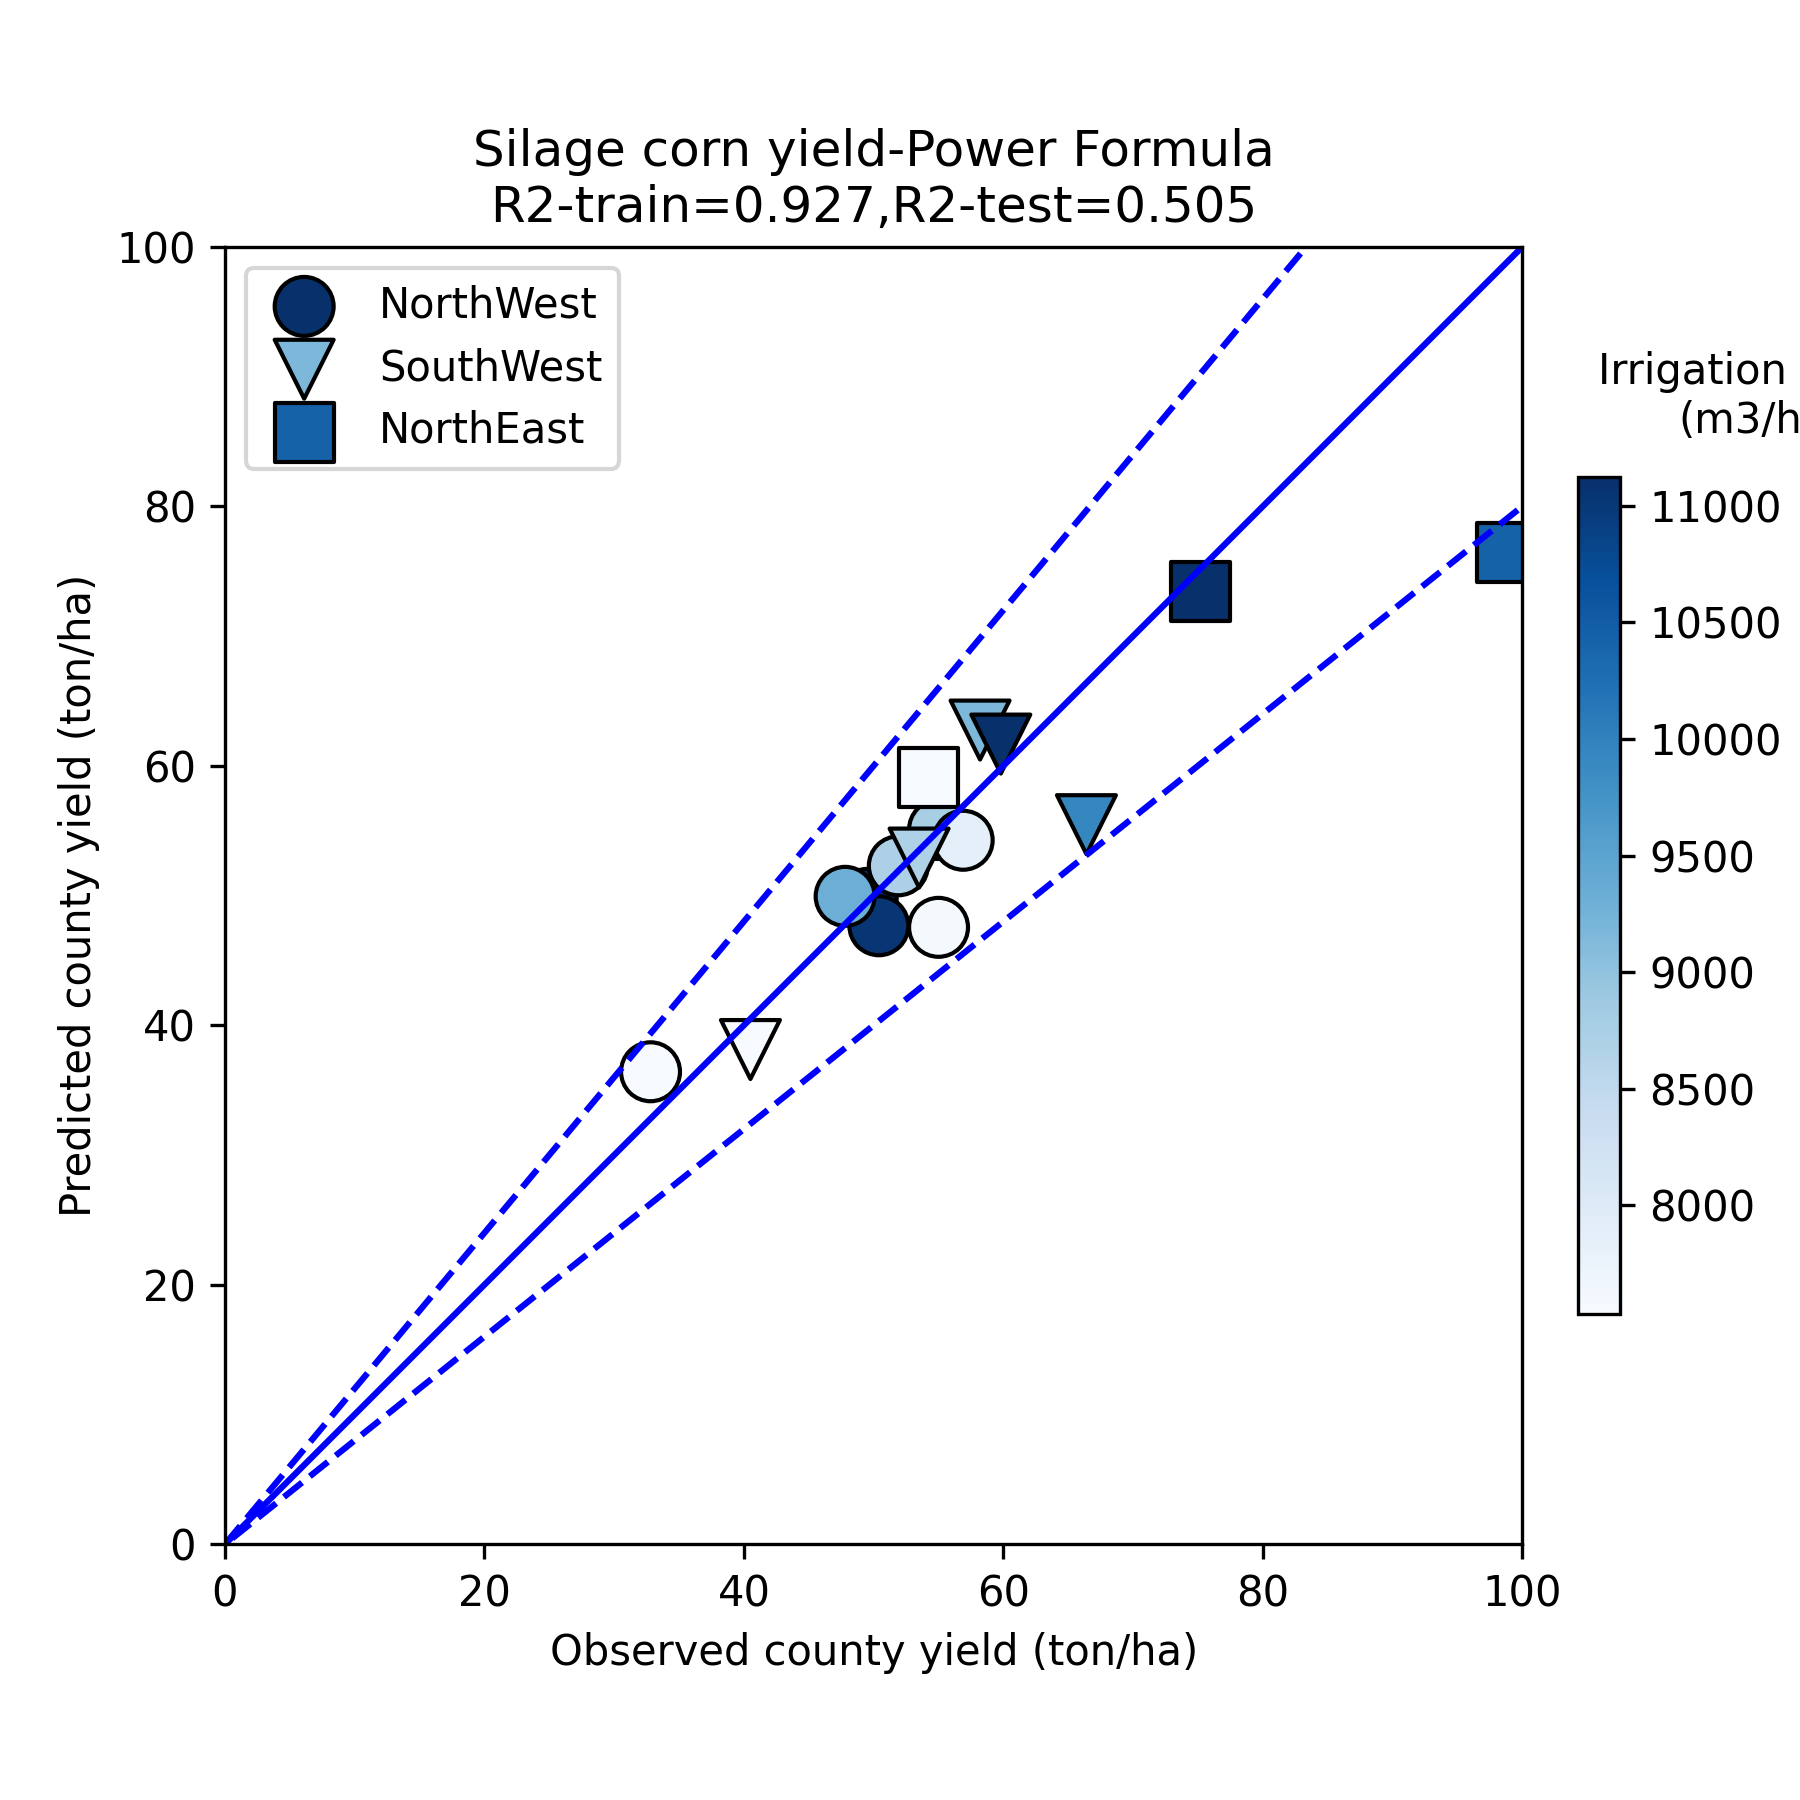 Silage corn yield-Power Formula
R2-train=0.927,R2-test=0.505
100
80
60
40
20
0
Predicted county yield (ton/ha)
NorthWest
SouthWest
NorthEast
0 20 40 60 80 100
Observed county yield (ton/ha)
Irrigation
(m3/h
11000
10500
10000
9500
9000
8500
8000